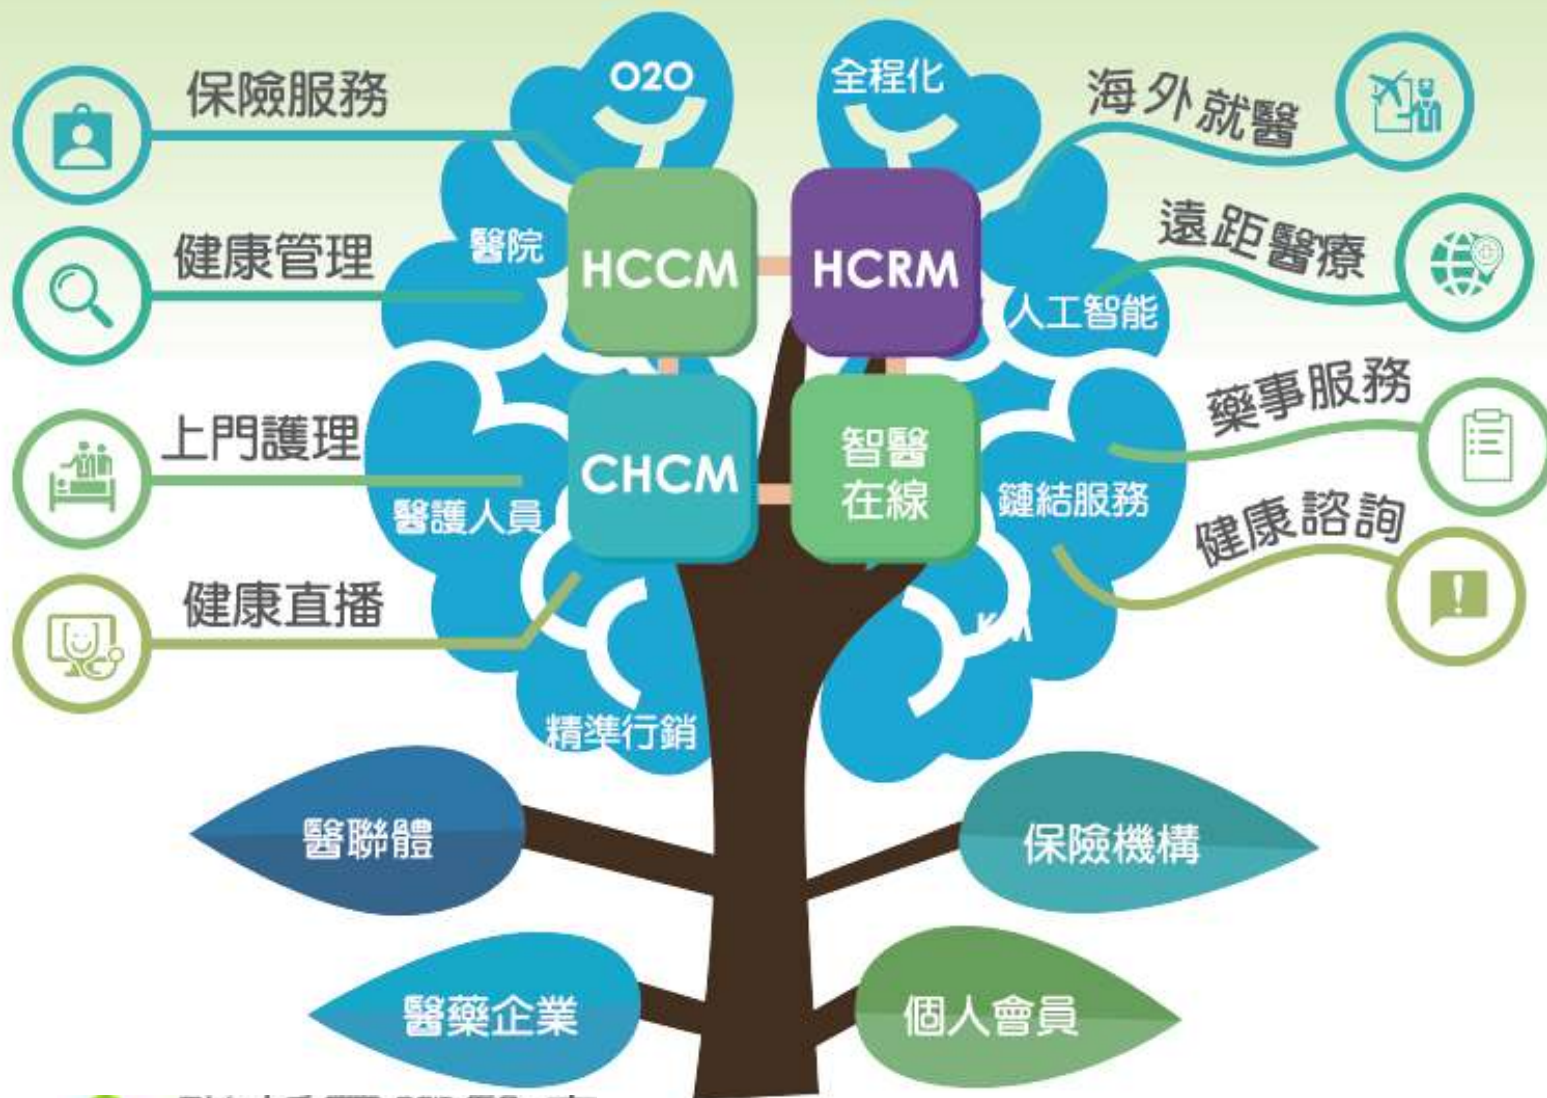 保險服務
健康管理
上門護理
健康直播
O2O
醫院
醫護人員
精準行銷
HCCM
HCRM
CHCM
智醫
在線
全程化
人工智能
鏈結服務
海外就醫
遠距醫療
藥事服務
健康諮詢
醫聯體
保險機構
醫藥企業
個人會員